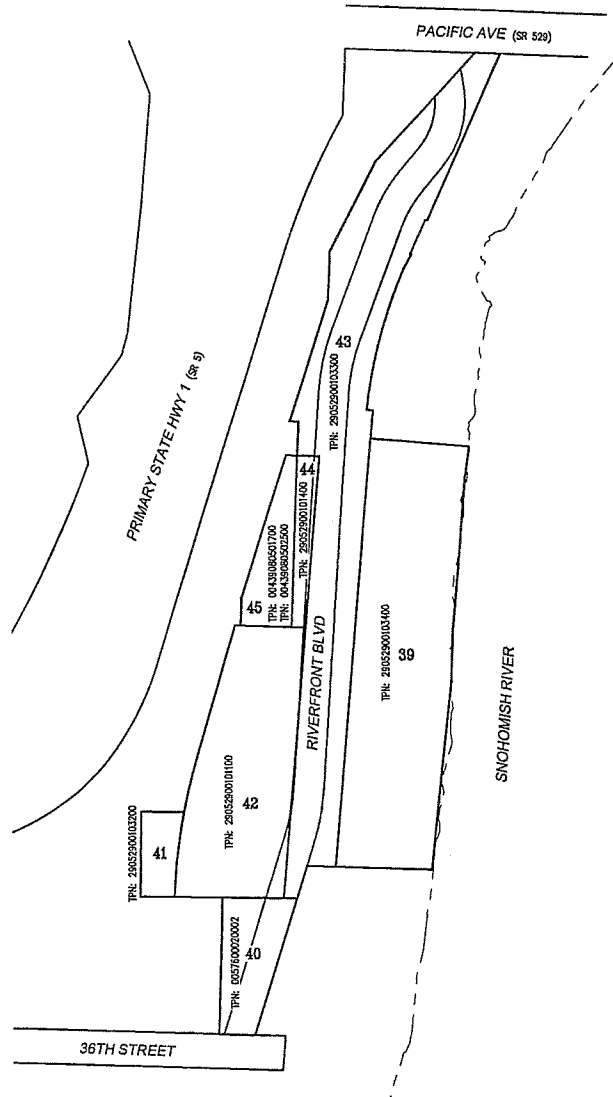 PACIFIC AVE (SR 529)
PRIMARY STATE HWY 1 (SR 5)
43
TPN: 29052900103300
44
TPN: 29052900101400
45
TPN: 00439080501700
TPN: 00439080502500
RIVERFRONT BLVD
39
TPN: 29052900103400
SNOHOMISH RIVER
42
TPN: 29052900101100
41
TPN: 29052900103200
40
TPN: 0057600020002
36TH STREET